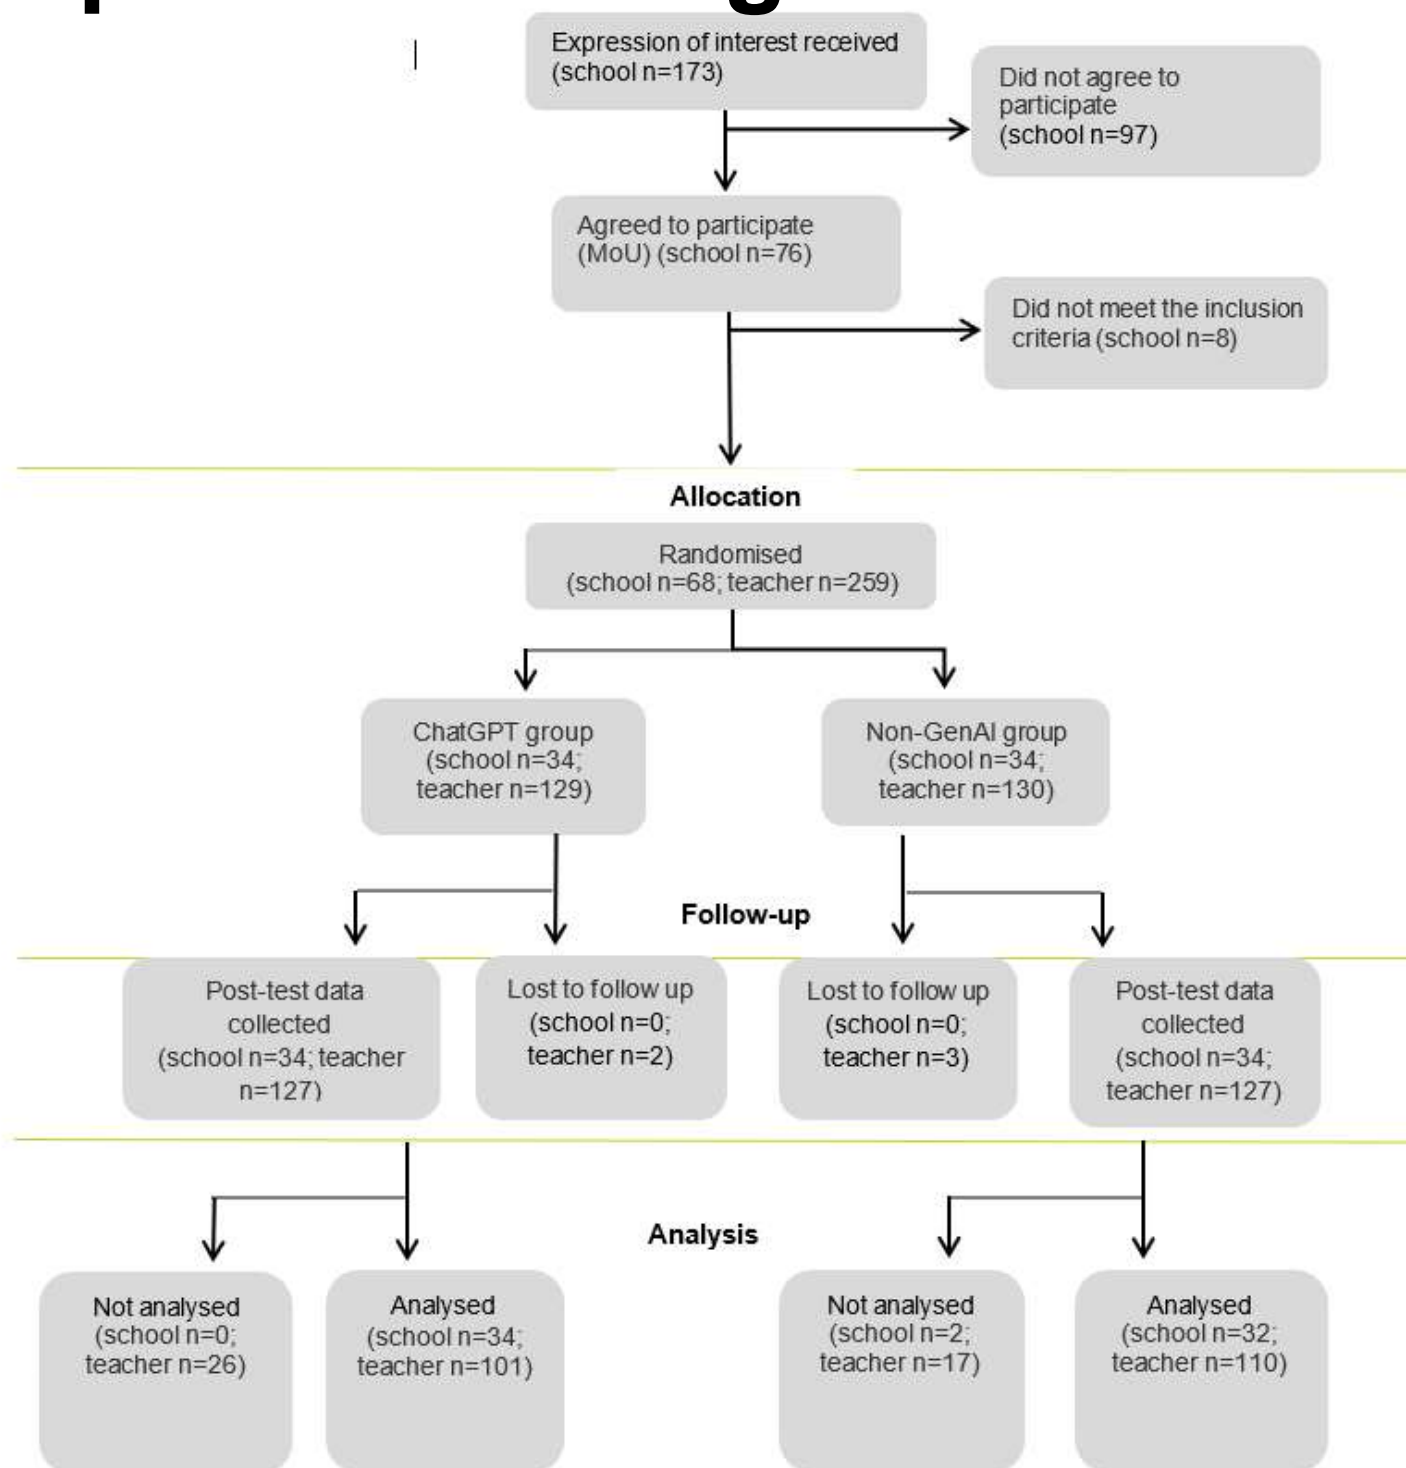 Expression of interest received
(school n=173)
Did not agree to
participate
(school n=97)
Agreed to participate
(MoU) (school n=76)
Did not meet the inclusion
criteria (school n=8)
Allocation
Randomised
(school n=68; teacher n=259)
ChatGPT group
(school n=34;
teacher n=129)
Non-GenAI group
(school n=34;
teacher n=130)
Follow-up
Post-test data
collected
(school n=34; teacher
n=127)
Lost to follow up
(school n=0;
teacher n=2)
Lost to follow up
(school n=0;
teacher n=3)
Post-test data
collected
(school n=34;
teacher n=127)
Analysis
Not analysed
(school n=0;
teacher n=26)
Analysed
(school n=34;
teacher n=101)
Not analysed
(school n=2;
teacher n=17)
Analysed
(school n=32;
teacher n=110)